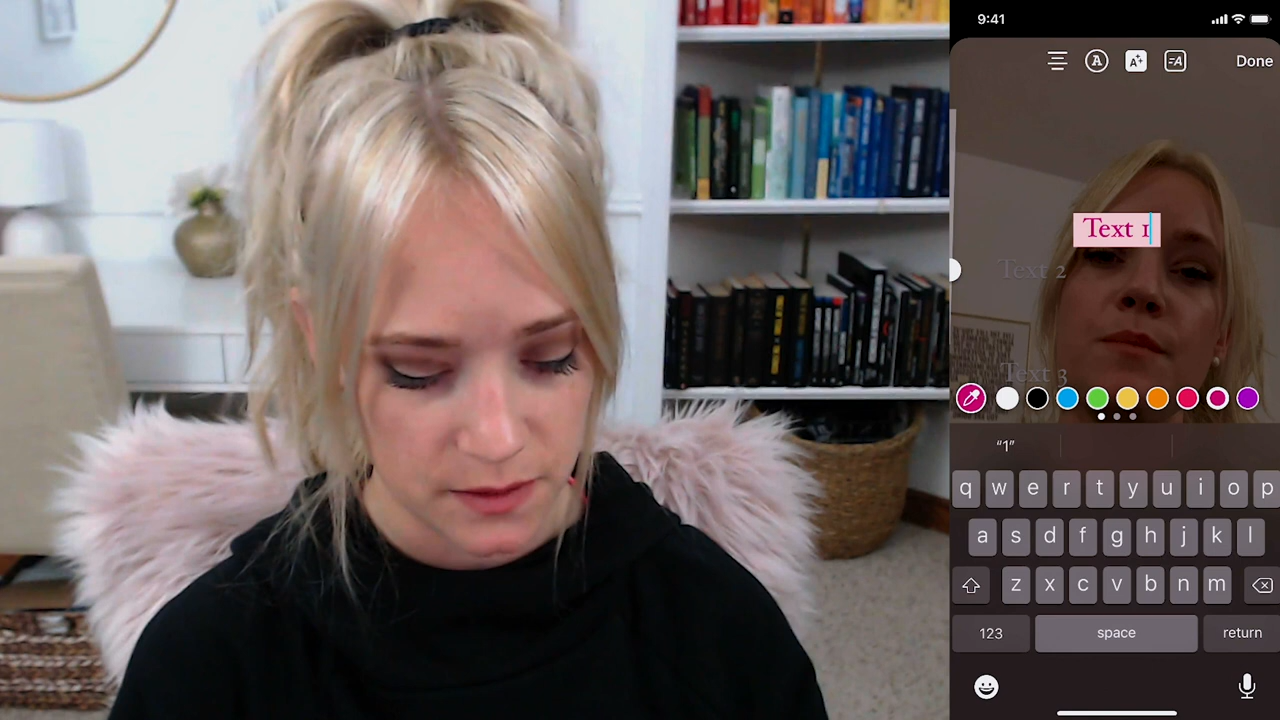 9:41
A A+ =A Done
Text 1
Text 2
Text 3
"1"
q w e r t y u i o p
a s d f g h j k l
z x c v b n m
123 space return